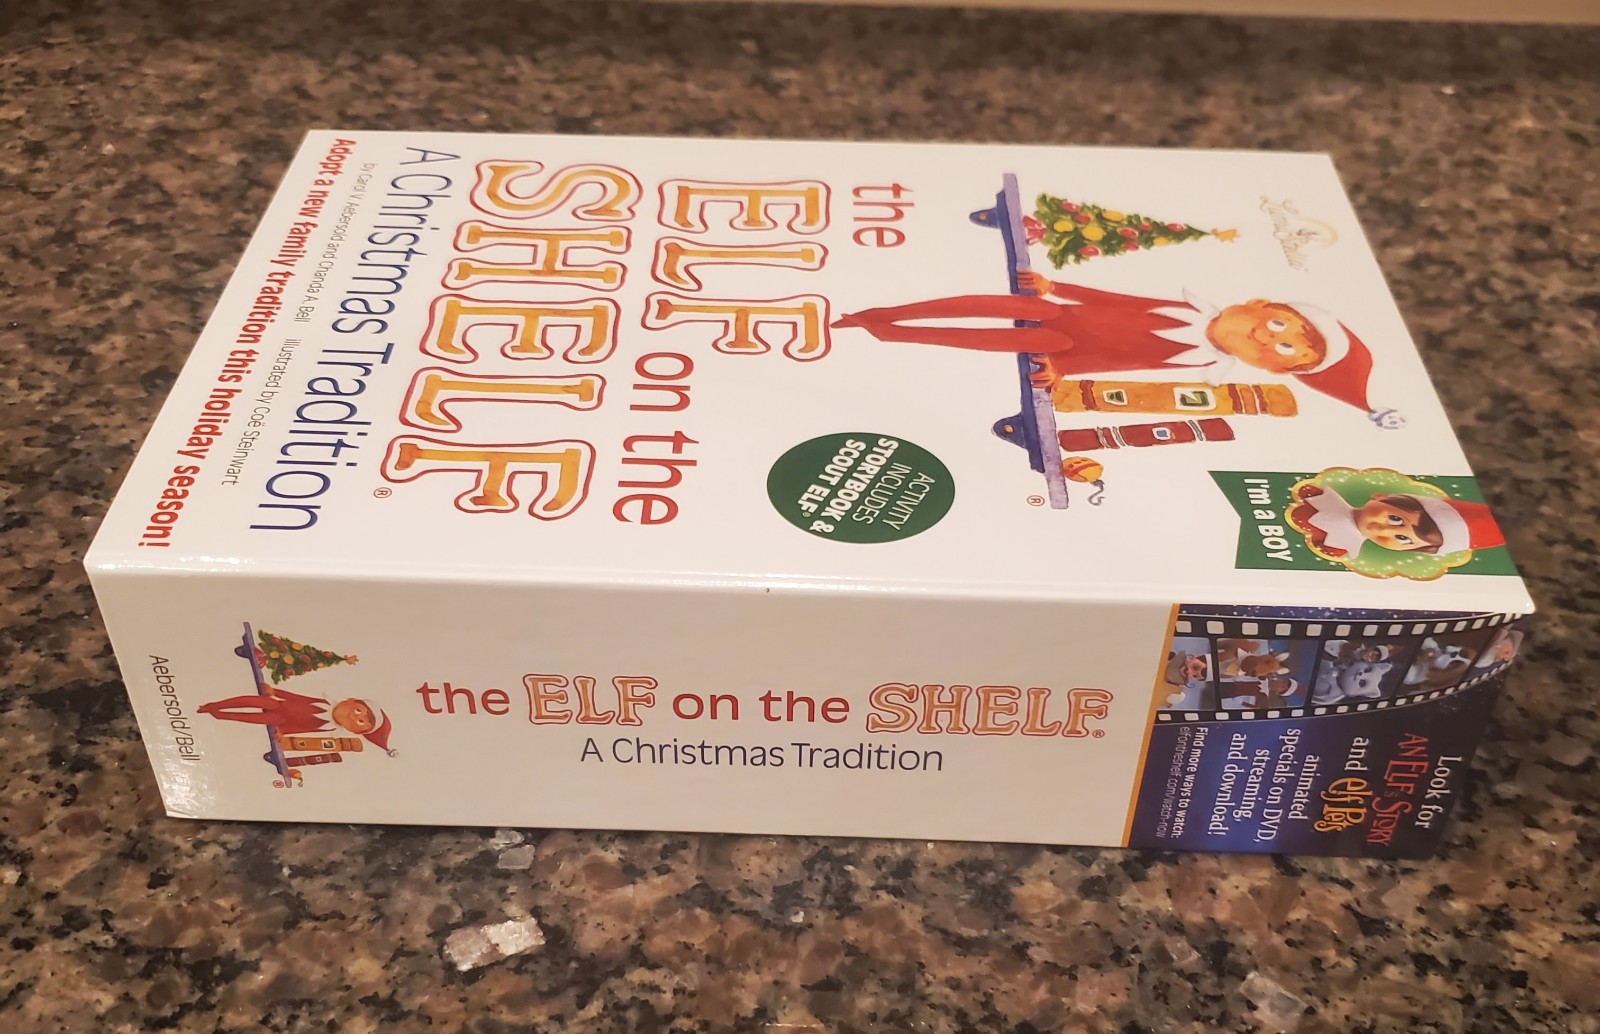 the
ELF on the
SHELF®
A Christmas Tradition
by Carol V. Aebersold and Chanda A. Bell illustrated by Coë Steinwart
Adopt a new family tradition this holiday season!
®
ACTIVITY
INCLUDES
STORYBOOK &
SCOUT ELF®
I'm a BOY
Aebersold/Bell
®
the ELF on the SHELF®
A Christmas Tradition
Look for
AN ELF'S STORY
and elf Pets
animated
specials on DVD,
streaming,
and download!
Find more ways to watch:
elfontheshelf.com/watch-now